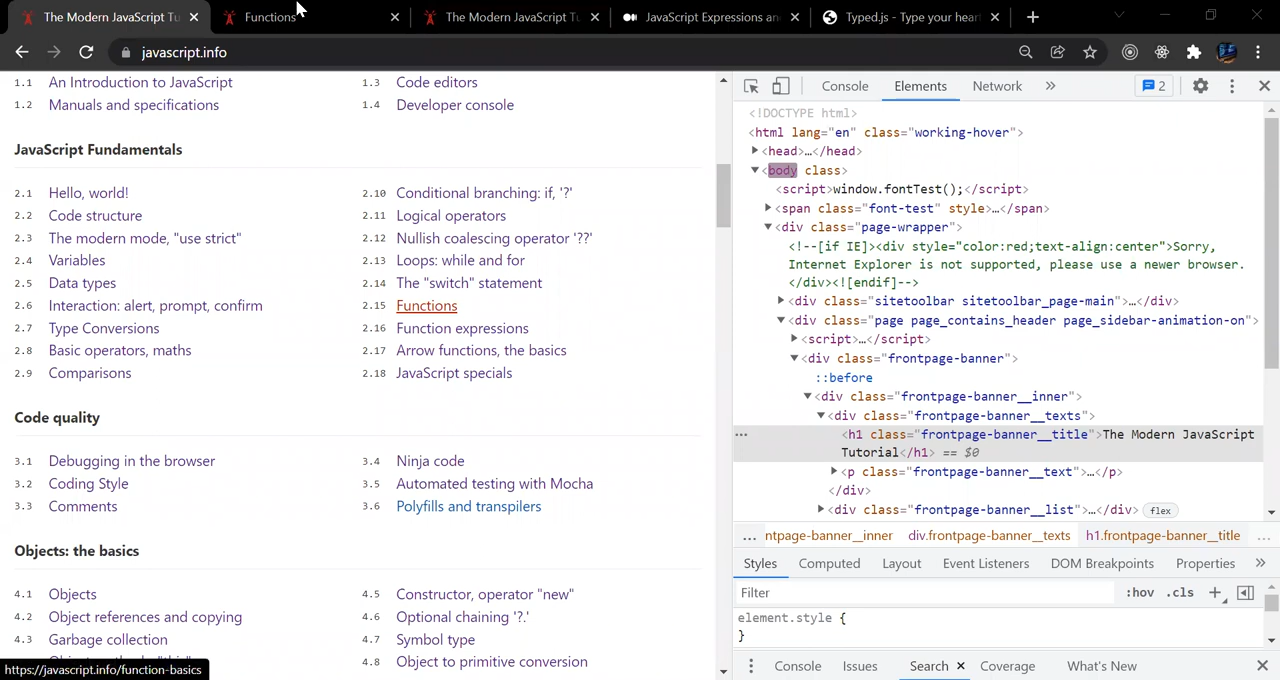 The Modern JavaScript Tu
Functions
The Modern JavaScript Tu
JavaScript Expressions an
Typed.js - Type your hear
javascript.info
1.1 An Introduction to JavaScript
1.2 Manuals and specifications
1.3 Code editors
1.4 Developer console
JavaScript Fundamentals
2.1 Hello, world!
2.2 Code structure
2.3 The modern mode, "use strict"
2.4 Variables
2.5 Data types
2.6 Interaction: alert, prompt, confirm
2.7 Type Conversions
2.8 Basic operators, maths
2.9 Comparisons
2.10 Conditional branching: if, '?'
2.11 Logical operators
2.12 Nullish coalescing operator '??'
2.13 Loops: while and for
2.14 The "switch" statement
2.15 Functions
2.16 Function expressions
2.17 Arrow functions, the basics
2.18 JavaScript specials
Code quality
3.1 Debugging in the browser
3.2 Coding Style
3.3 Comments
3.4 Ninja code
3.5 Automated testing with Mocha
3.6 Polyfills and transpilers
Objects: the basics
4.1 Objects
4.2 Object references and copying
4.3 Garbage collection
4.5 Constructor, operator "new"
4.6 Optional chaining '?.'
4.7 Symbol type
4.8 Object to primitive conversion
https://javascript.info/function-basics
Console Elements Network 2
<!DOCTYPE html>
<html lang="en" class="working-hover">
<head>…</head>
<body class>
<script>window.fontTest();</script>
<span class="font-test" style>…</span>
<div class="page-wrapper">
<!--[if IE]><div style="color:red;text-align:center">Sorry,
Internet Explorer is not supported, please use a newer browser.
</div><![endif]-->
<div class="sitetoolbar sitetoolbar_page-main">…</div>
<div class="page page_contains_header page_sidebar-animation-on">
<script>…</script>
<div class="frontpage-banner">
::before
<div class="frontpage-banner__inner">
<div class="frontpage-banner__texts">
<h1 class="frontpage-banner__title">The Modern JavaScript
Tutorial</h1> == $0
<p class="frontpage-banner__text">…</p>
</div>
<div class="frontpage-banner__list">…</div> flex
... ntpage-banner__inner div.frontpage-banner__texts h1.frontpage-banner__title ...
Styles Computed Layout Event Listeners DOM Breakpoints Properties
Filter :hov .cls
element.style {
}
Console Issues Search Coverage What's New